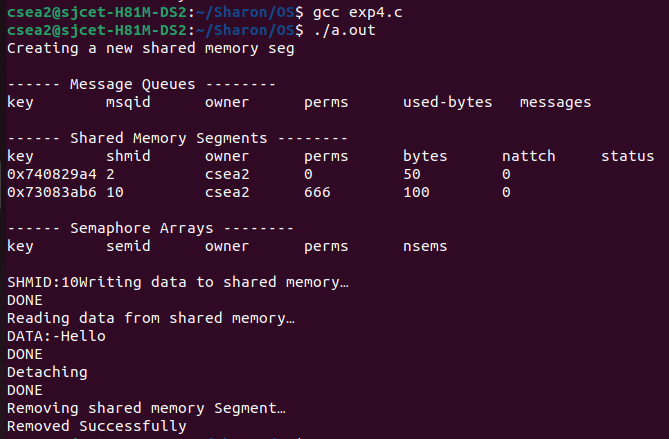 csea2@sjcet-H81M-DS2:~/Sharon/OS$ gcc exp4.c
csea2@sjcet-H81M-DS2:~/Sharon/OS$ ./a.out
Creating a new shared memory seg
------ Message Queues --------
key msqid owner perms used-bytes messages
------ Shared Memory Segments --------
key shmid owner perms bytes nattch status
0x740829a4 2 csea2 0 50 0
0x73083ab6 10 csea2 666 100 0
------ Semaphore Arrays --------
key semid owner perms nsems
SHMID:10Writing data to shared memory…
DONE
Reading data from shared memory…
DATA:-Hello
DONE
Detaching
DONE
Removing shared memory Segment…
Removed Successfully